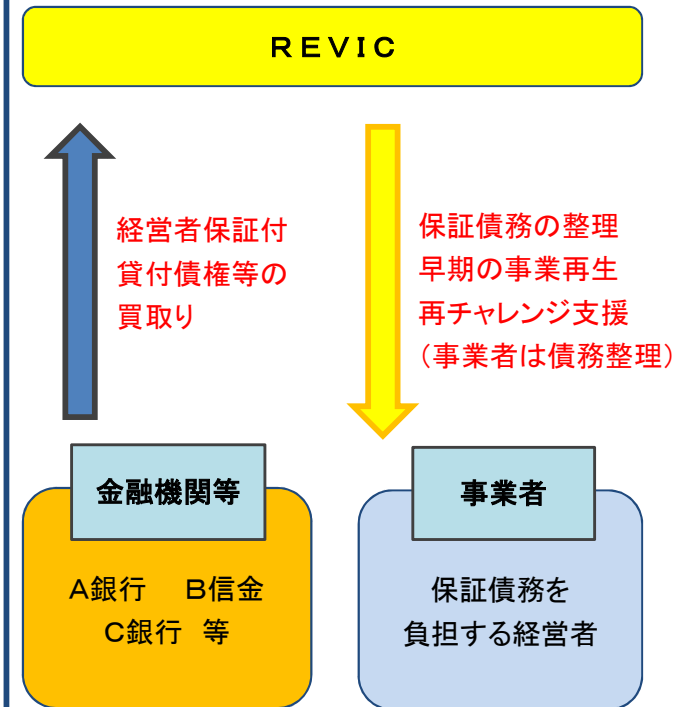 ＲＥＶＩＣ
経営者保証付
貸付債権等の
買取り
保証債務の整理
早期の事業再生
再チャレンジ支援
（事業者は債務整理）
金融機関等
A銀行　B信金
C銀行　等
事業者
保証債務を
負担する経営者